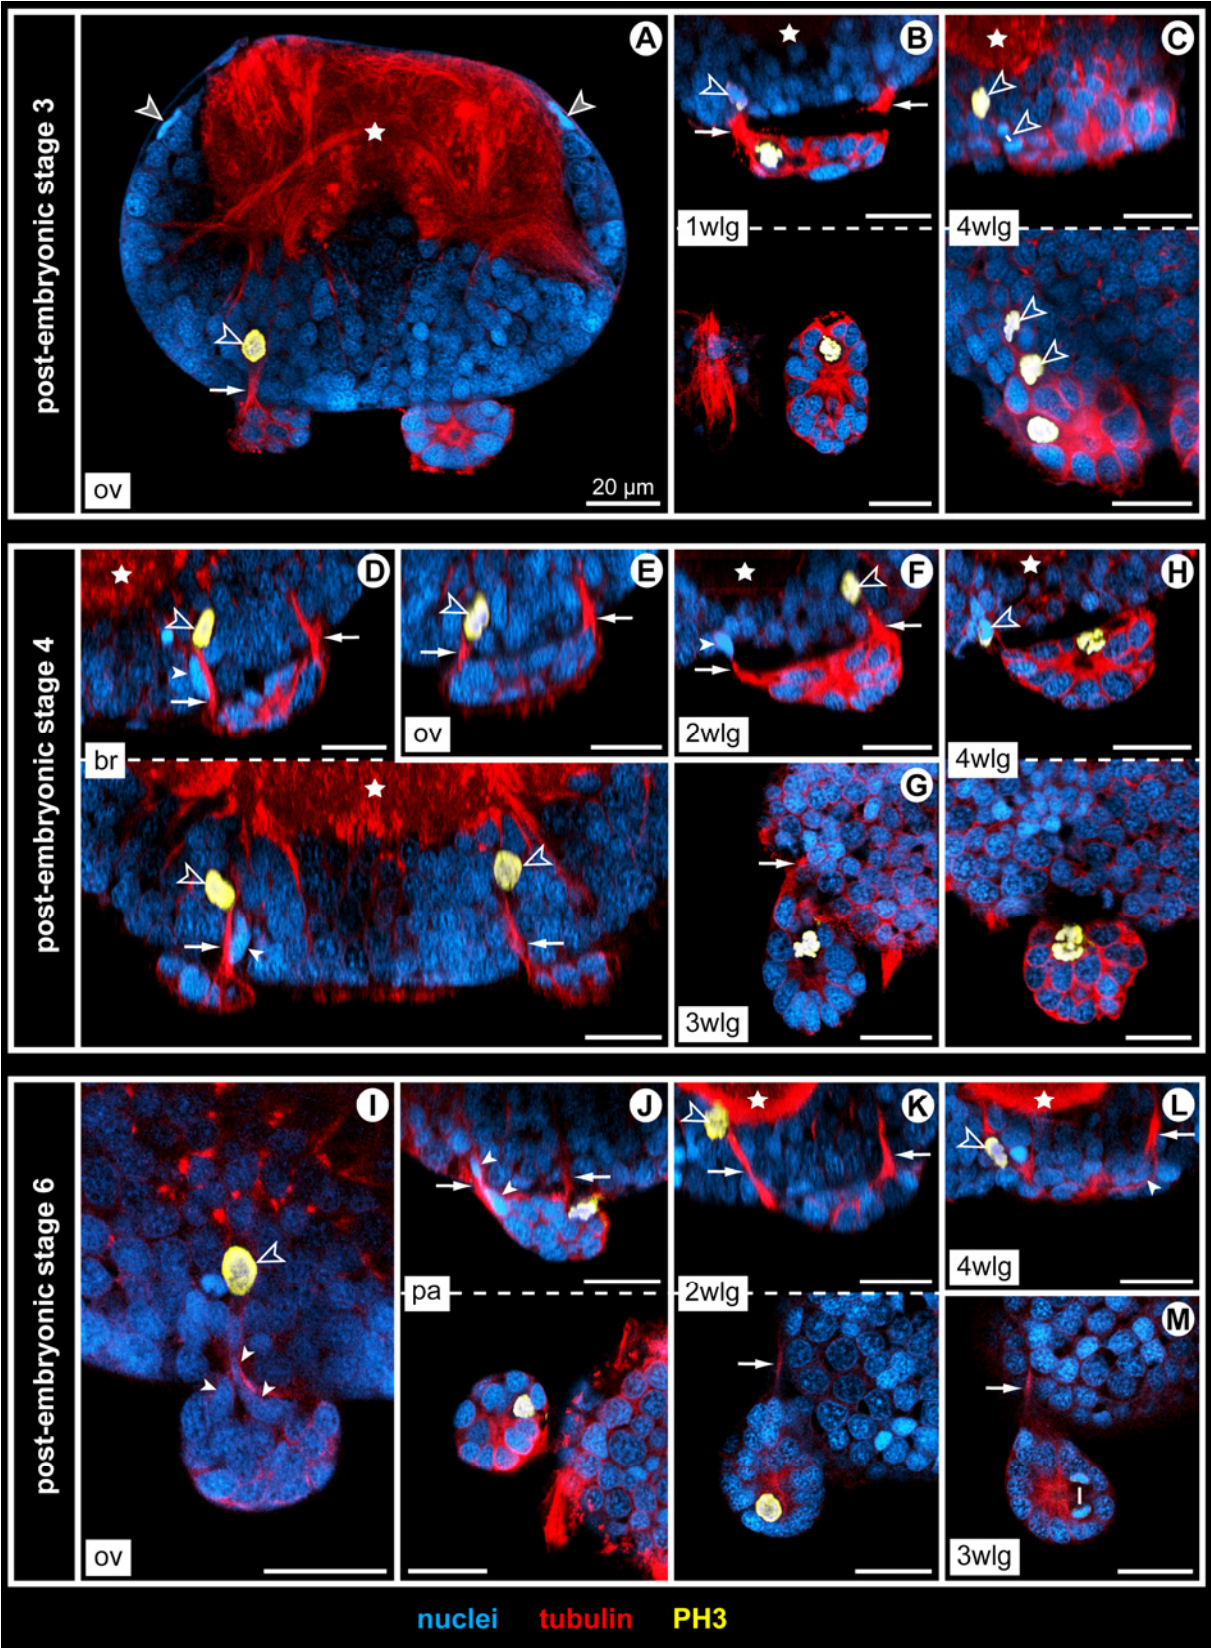 post-embryonic stage 3
A
ov
20 µm
B
1wlg
C
4wlg
post-embryonic stage 4
D
br
E
ov
F
2wlg
G
3wlg
H
4wlg
post-embryonic stage 6
I
ov
J
pa
K
2wlg
L
4wlg
M
3wlg
nuclei tubulin PH3